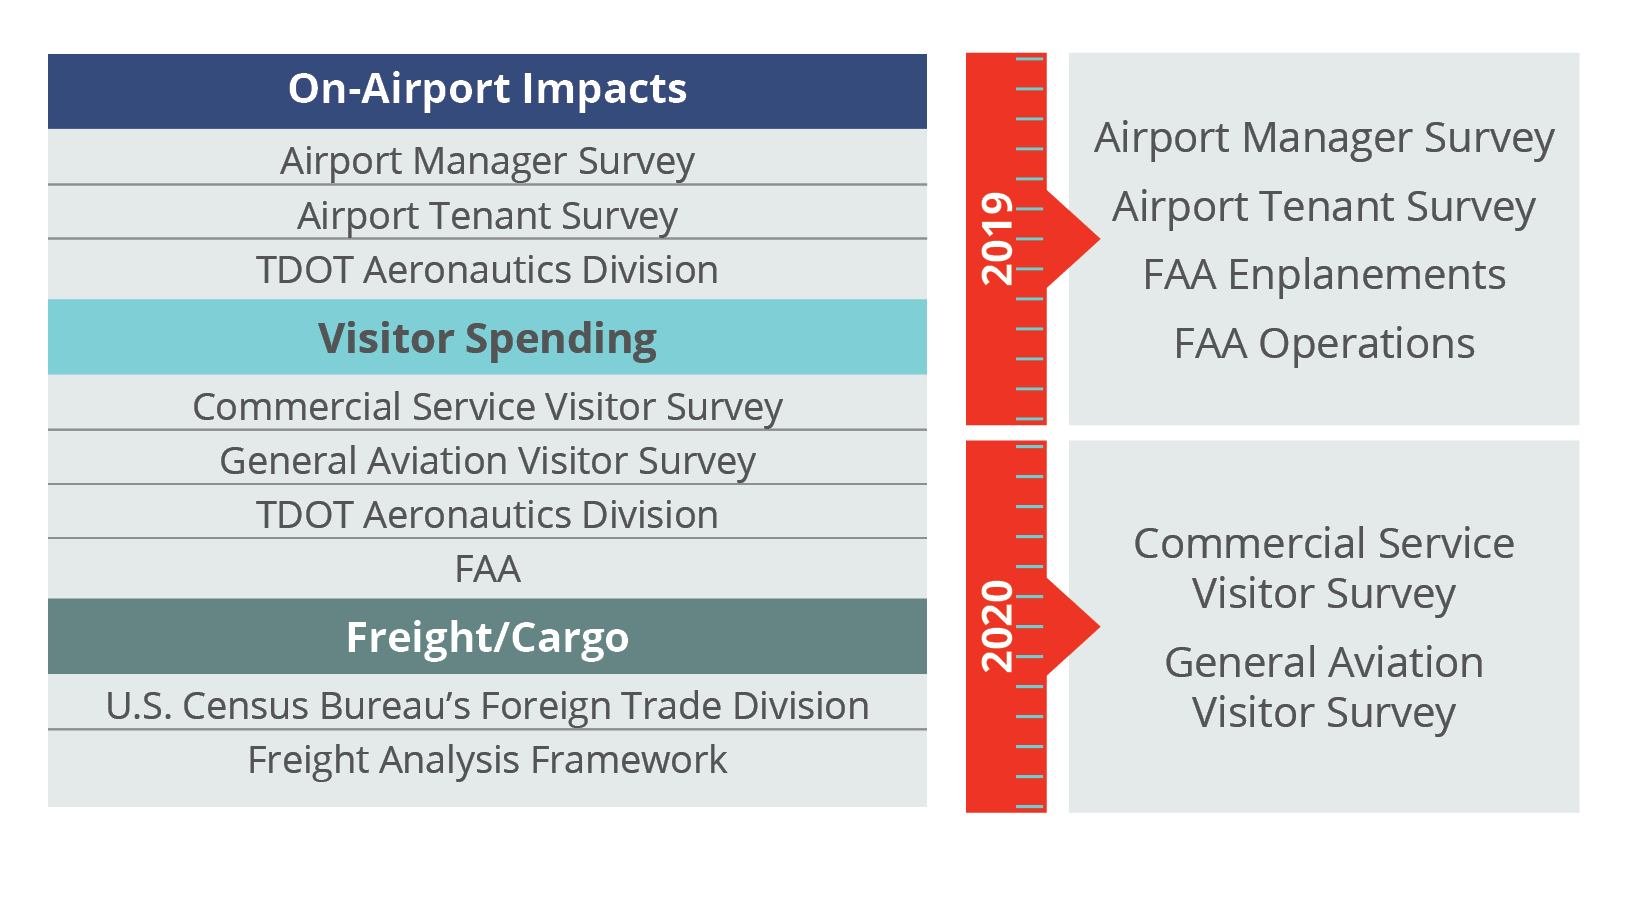 On-Airport Impacts
Airport Manager Survey
Airport Tenant Survey
TDOT Aeronautics Division
Visitor Spending
Commercial Service Visitor Survey
General Aviation Visitor Survey
TDOT Aeronautics Division
FAA
Freight/Cargo
U.S. Census Bureau’s Foreign Trade Division
Freight Analysis Framework
2019
Airport Manager Survey
Airport Tenant Survey
FAA Enplanements
FAA Operations
2020
Commercial Service
Visitor Survey
General Aviation
Visitor Survey